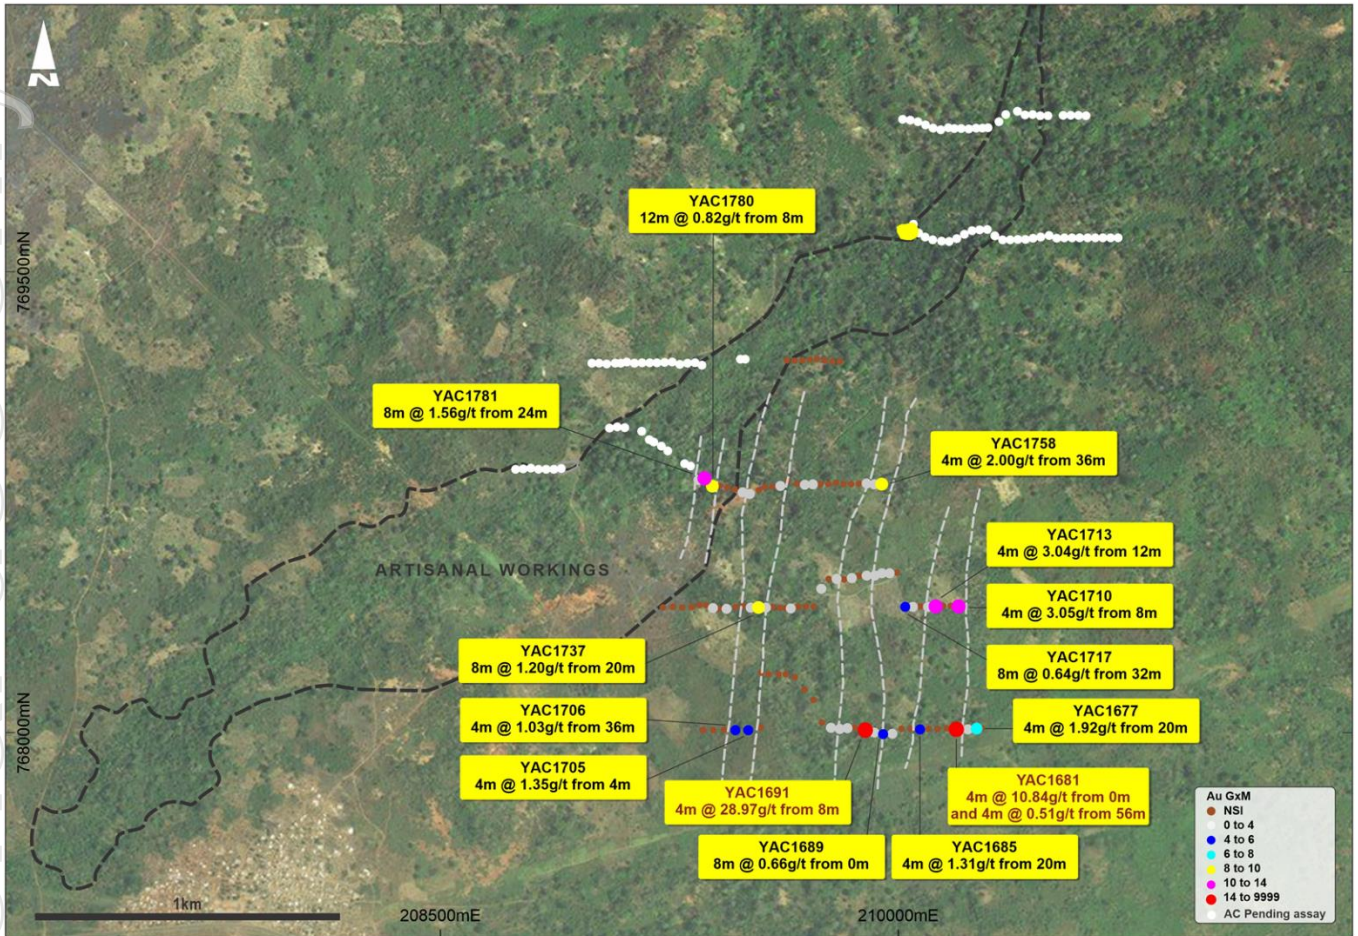 N
YAC1780
12m @ 0.82g/t from 8m
769500mN
YAC1781
8m @ 1.56g/t from 24m
YAC1758
4m @ 2.00g/t from 36m
YAC1713
4m @ 3.04g/t from 12m
ARTISANAL WORKINGS
YAC1710
4m @ 3.05g/t from 8m
YAC1737
8m @ 1.20g/t from 20m
YAC1717
8m @ 0.64g/t from 32m
YAC1706
4m @ 1.03g/t from 36m
YAC1677
4m @ 1.92g/t from 20m
768000mN
YAC1705
4m @ 1.35g/t from 4m
YAC1691
4m @ 28.97g/t from 8m
YAC1681
4m @ 10.84g/t from 0m
and 4m @ 0.51g/t from 56m
YAC1689
8m @ 0.66g/t from 0m
YAC1685
4m @ 1.31g/t from 20m
Au GxM
NSI
0 to 4
4 to 6
6 to 8
8 to 10
10 to 14
14 to 9999
AC Pending assay
1km
208500mE
210000mE